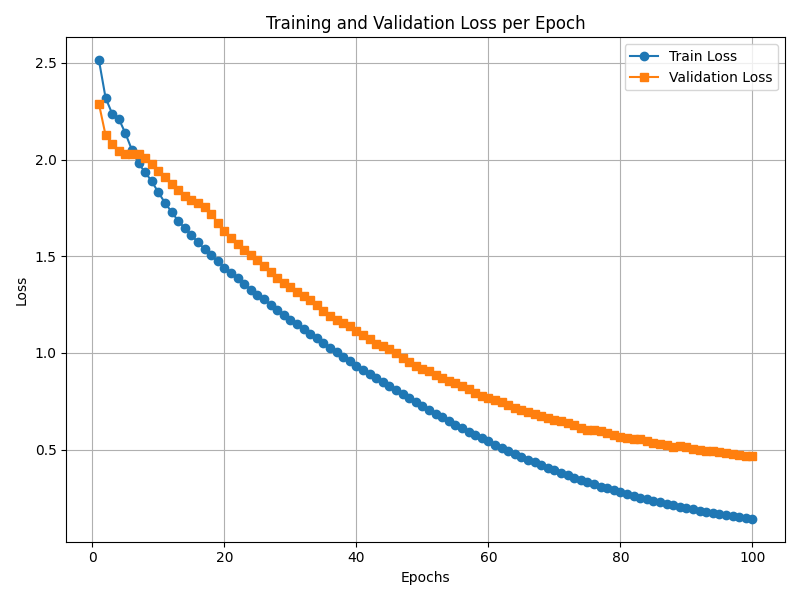 Training and Validation Loss per Epoch
Train Loss
Validation Loss
2.5
2.0
1.5
1.0
0.5
Loss
0 20 40 60 80 100
Epochs